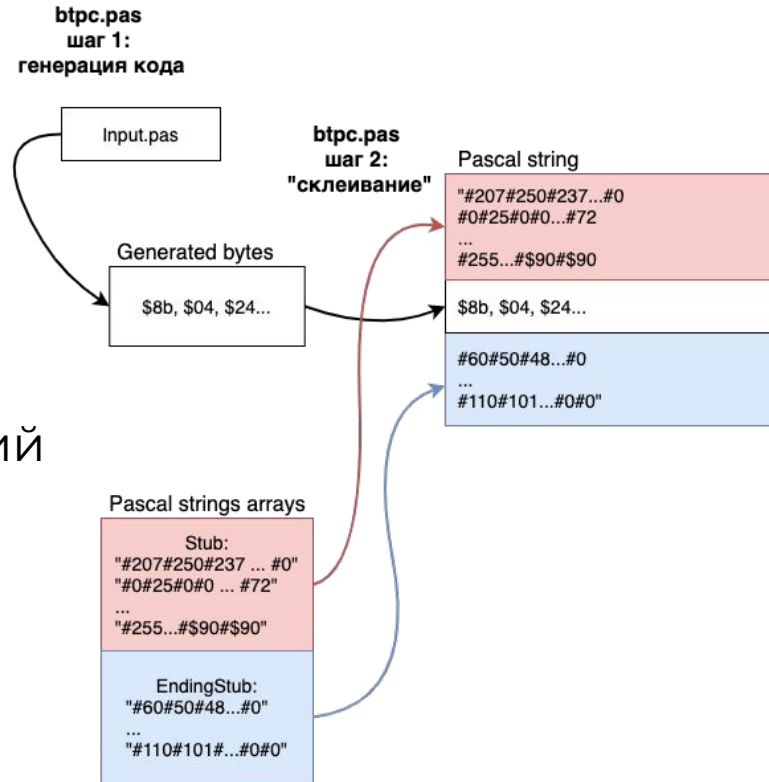 btpc.pas
шаг 1:
генерация кода
Input.pas
btpc.pas
шаг 2:
"склеивание"
Pascal string
"#207#250#237...#0
#0#25#0#0...#72
...
#255...#$90#$90
Generated bytes
$8b, $04, $24...
$8b, $04, $24...
#60#50#48...#0
...
#110#101...#0#0"
ий
Pascal strings arrays
Stub:
"#207#250#237 ... #0"
"#0#25#0#0 ... #72"
...
"#255...#$90#$90"
EndingStub:
"#60#50#48...#0"
...
"#110#101#...#0#0"